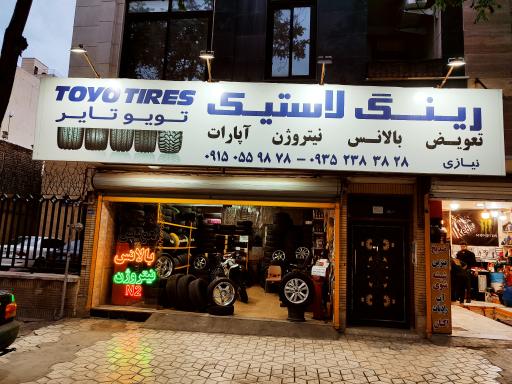 TOYO TIRES
تویو تایر
رینگ لاستیک
تعویض بالانس نیتروژن آپارات
۰۹۱۵ ۰۵۵ ۹۸ ۷۸ – ۰۹۳۵ ۲۳۸ ۳۸ ۲۸
نیازی
بالانس
نیتروژن
N2